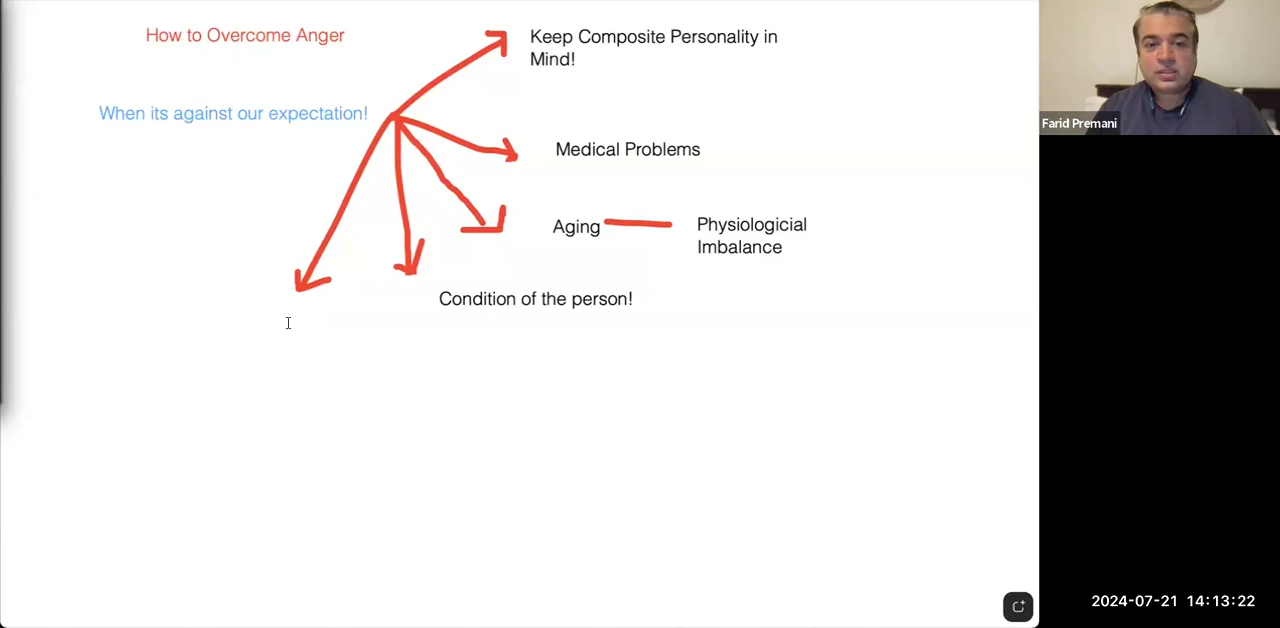 How to Overcome Anger
Keep Composite Personality in
Mind!
When its against our expectation!
Farid Premani
Medical Problems
Aging
Physiologicial
Imbalance
Condition of the person!
2024-07-21 14:13:22